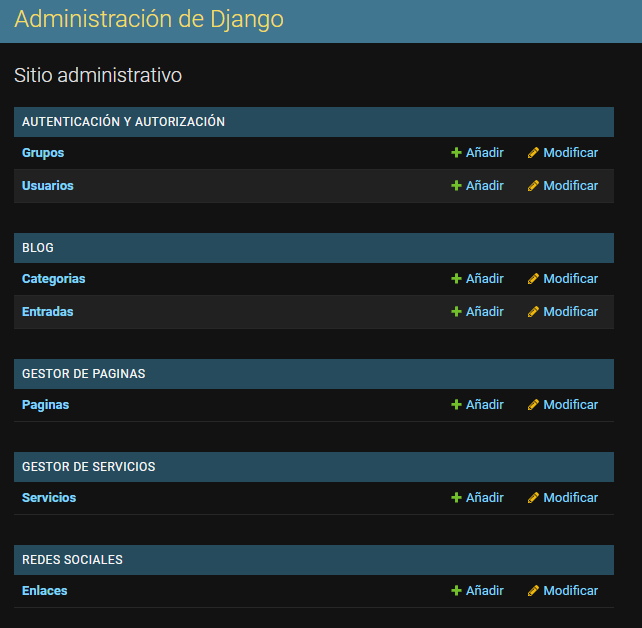 Administración de Django
Sitio administrativo
AUTENTICACIÓN Y AUTORIZACIÓN
Grupos Añadir Modificar
Usuarios Añadir Modificar
BLOG
Categorias Añadir Modificar
Entradas Añadir Modificar
GESTOR DE PAGINAS
Paginas Añadir Modificar
GESTOR DE SERVICIOS
Servicios Añadir Modificar
REDES SOCIALES
Enlaces Añadir Modificar